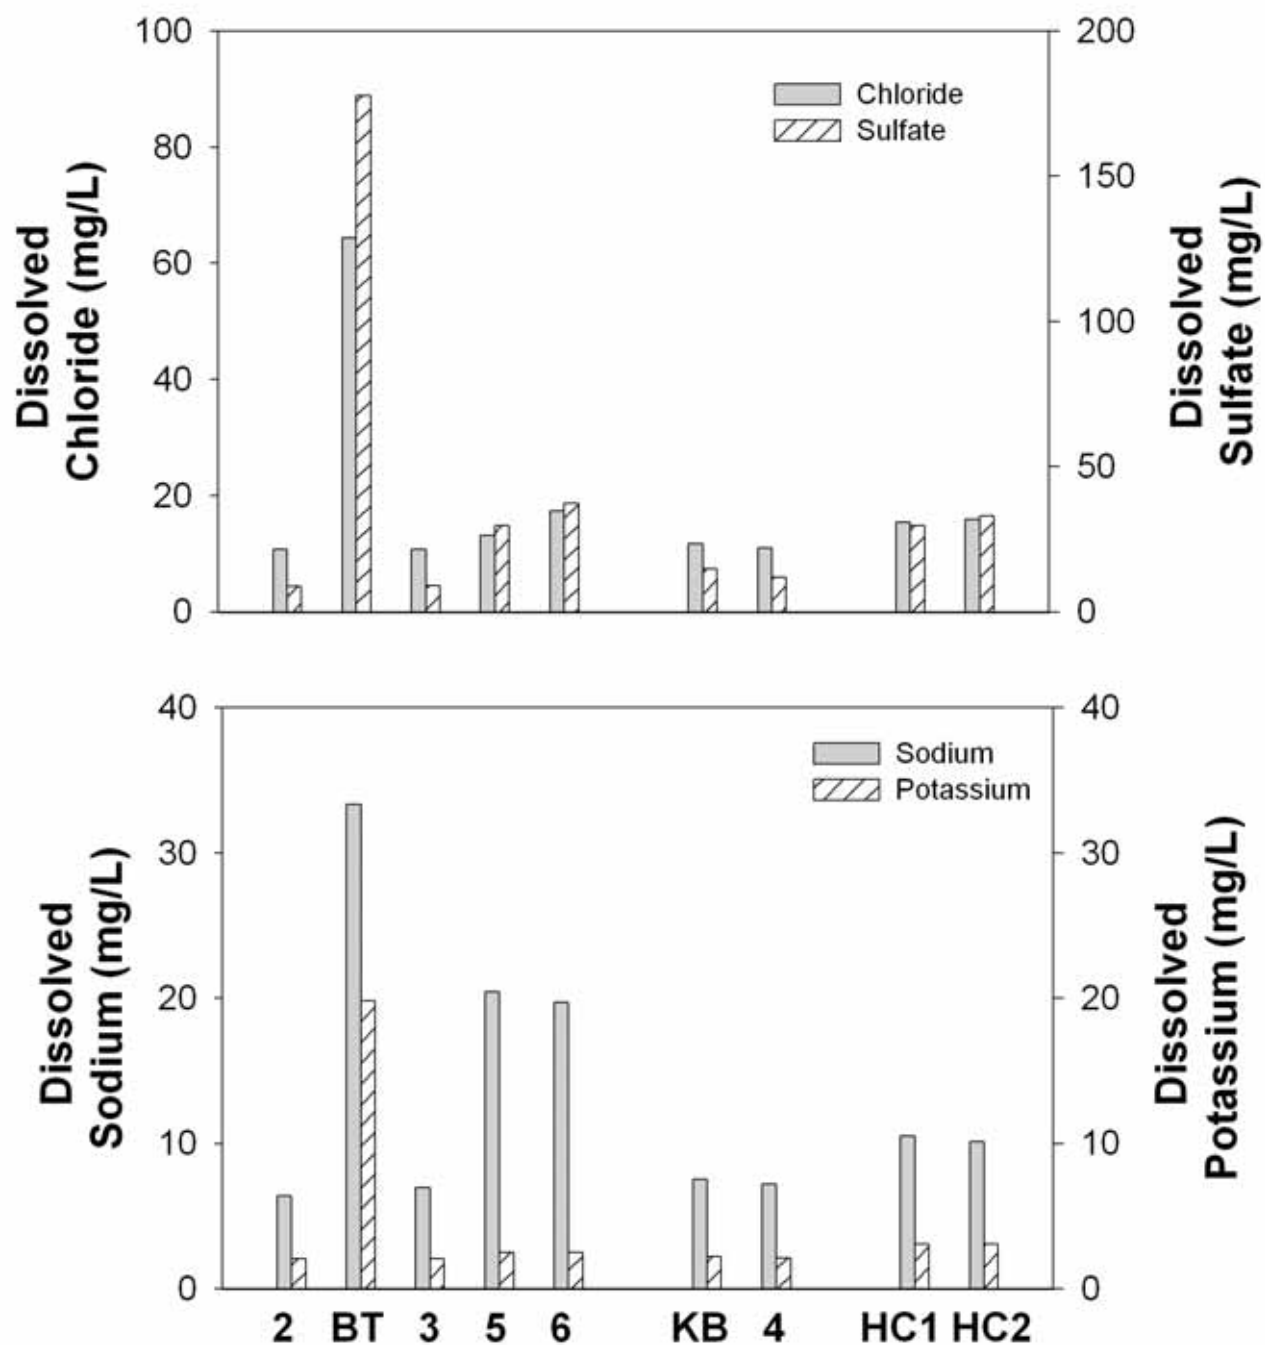 100
80
60
40
20
0
Dissolved
Chloride (mg/L)
Chloride
Sulfate
200
150
100
50
0
Dissolved
Sulfate (mg/L)
40
30
20
10
0
Dissolved
Sodium (mg/L)
Sodium
Potassium
40
30
20
10
0
Dissolved
Potassium (mg/L)
2 BT 3 5 6 KB 4 HC1 HC2